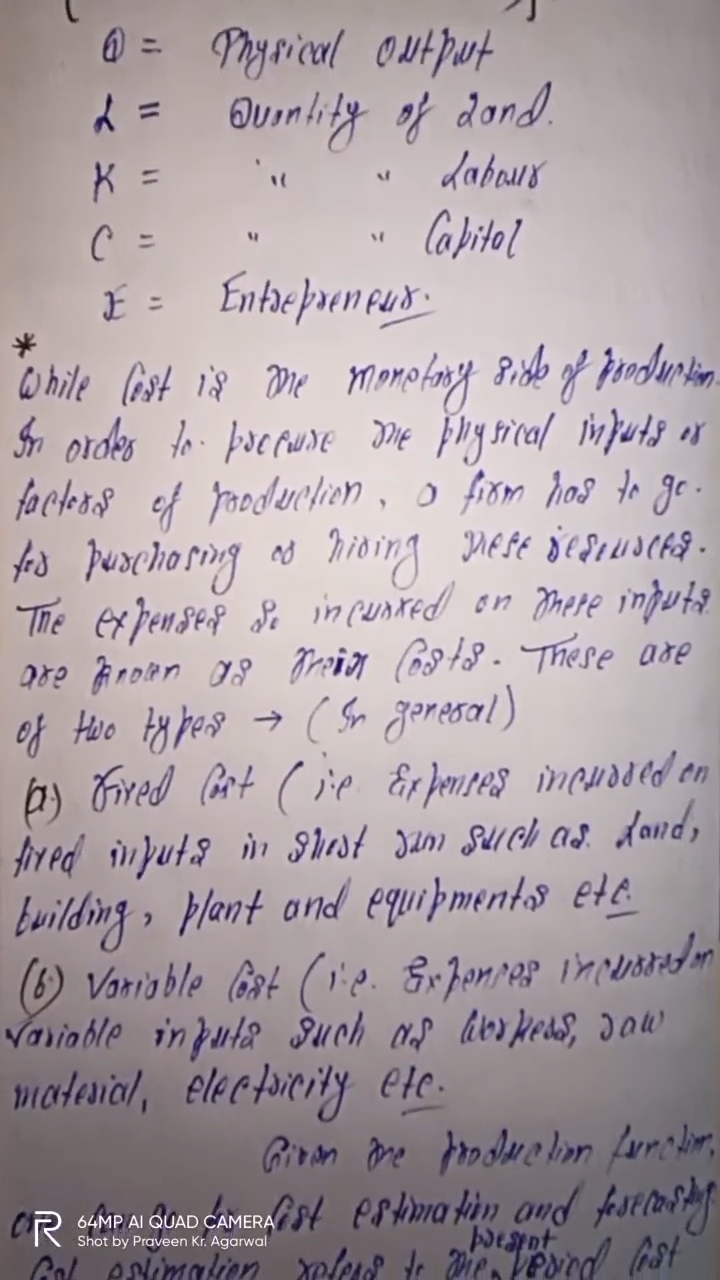 Q = Physical output
L = Quantity of Land.
K = " " Labour
C = " " Capital
E = Entrepreneur.
*
While Cost is the monetary side of production.
In order to procure the physical inputs or
factors of production, a firm has to go.
for purchasing or hiring these resources.
The expenses so incurred on these inputs
are known as their Costs. These are
of two types → (In general)
(a) Fixed Cost (i.e Expenses incurred on
fixed inputs in short run such as Land,
building, plant and equipments etc.
(b) Variable Cost (i.e. Expenses incurred on
Variable inputs such as Workers, raw
material, electricity etc.
Given the production function,
Cost estimation and forecasting
64MP AI QUAD CAMERA
Shot by Praveen Kr. Agarwal
present
Cost estimation refers to the period Cost